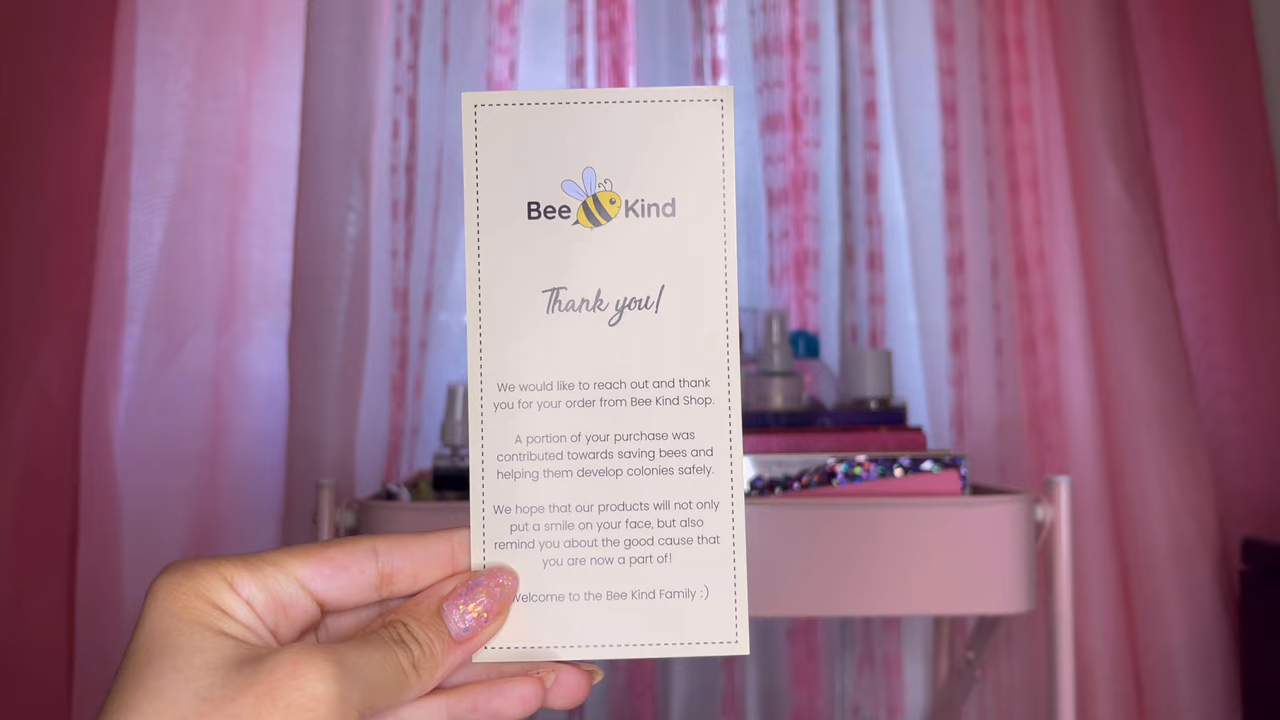 Bee Kind
Thank you!
We would like to reach out and thank
you for your order from Bee Kind Shop.
A portion of your purchase was
contributed towards saving bees and
helping them develop colonies safely.
We hope that our products will not only
put a smile on your face, but also
remind you about the good cause that
you are now a part of!
Welcome to the Bee Kind Family :)